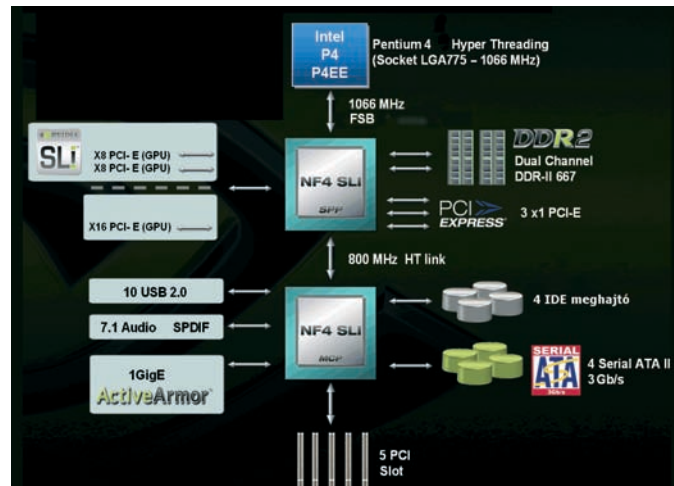 Intel
P4
P4EE
Pentium 4 Hyper Threading
(Socket LGA775 – 1066 MHz)
1066 MHz
FSB
SLI
X8 PCI- E (GPU)
X8 PCI- E (GPU)
X16 PCI- E (GPU)
NF4 SLI
SPP
DDR2
Dual Channel
DDR-II 667
PCI
EXPRESS
3 x1 PCI-E
800 MHz HT link
10 USB 2.0
7.1 Audio SPDIF
1GigE
ActiveArmor
NF4 SLI
MCP
4 IDE meghajtó
SERIAL
ATA
3Gb/s
4 Serial ATA II
3Gb/s
5 PCI
Slot